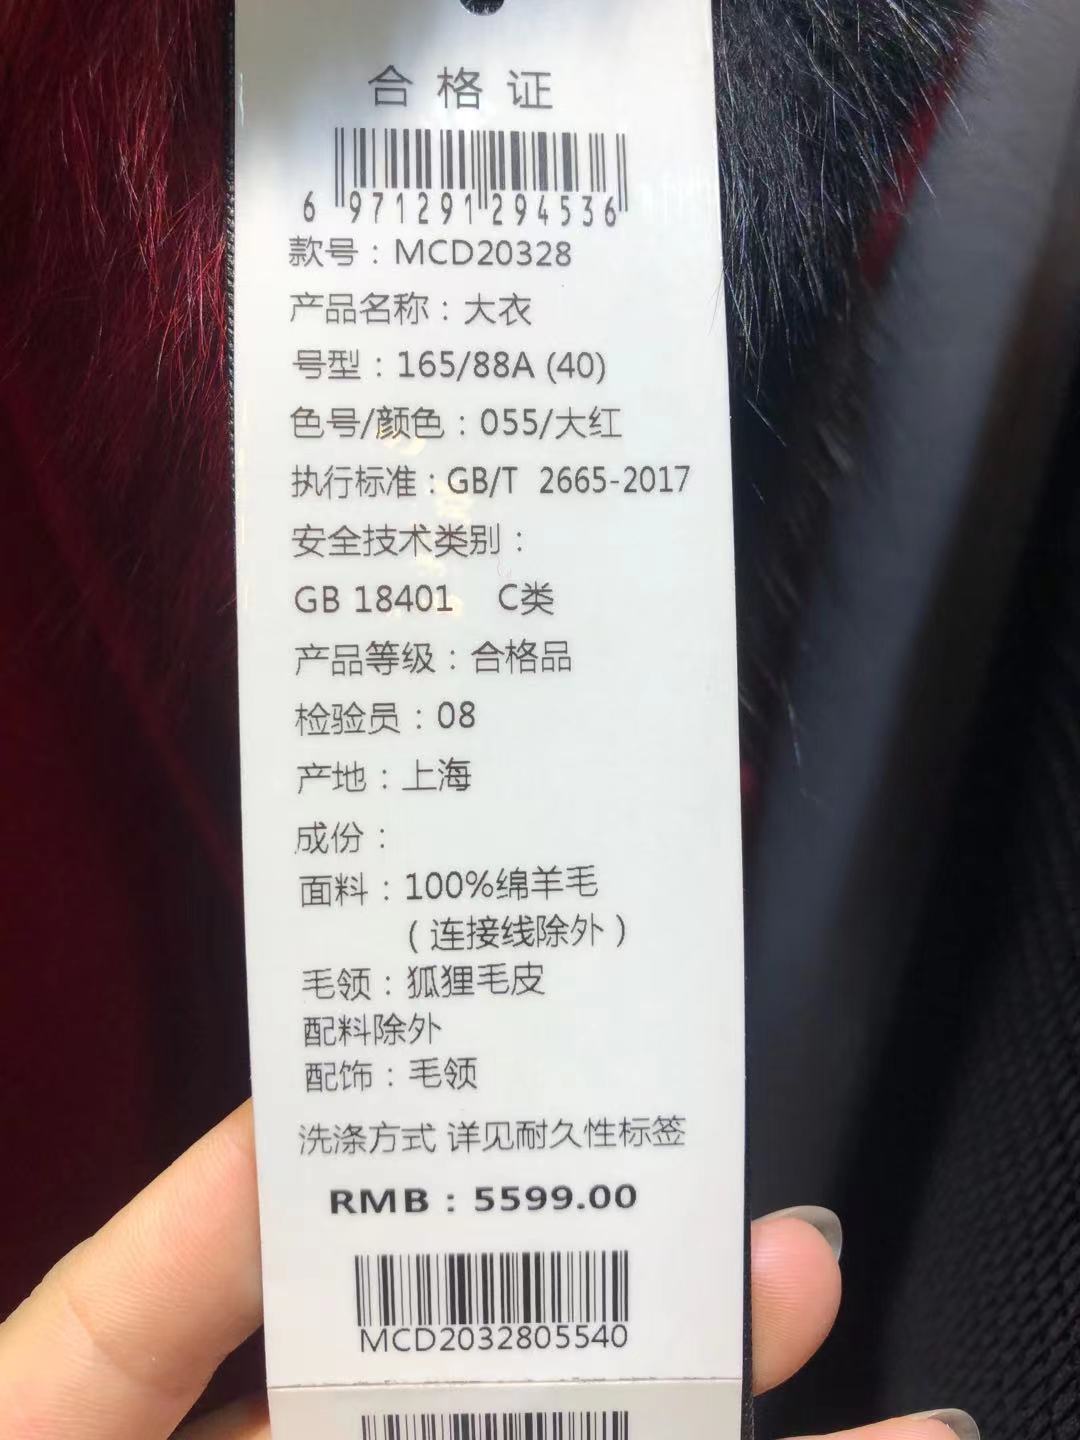 合格证
6 971291 294536
款号：MCD20328
产品名称：大衣
号型：165/88A (40)
色号/颜色：055/大红
执行标准：GB/T 2665-2017
安全技术类别：
GB 18401 C类
产品等级：合格品
检验员：08
产地：上海
成份：
面料：100%绵羊毛
（连接线除外）
毛领：狐狸毛皮
配料除外
配饰：毛领
洗涤方式 详见耐久性标签
RMB：5599.00
MCD2032805540